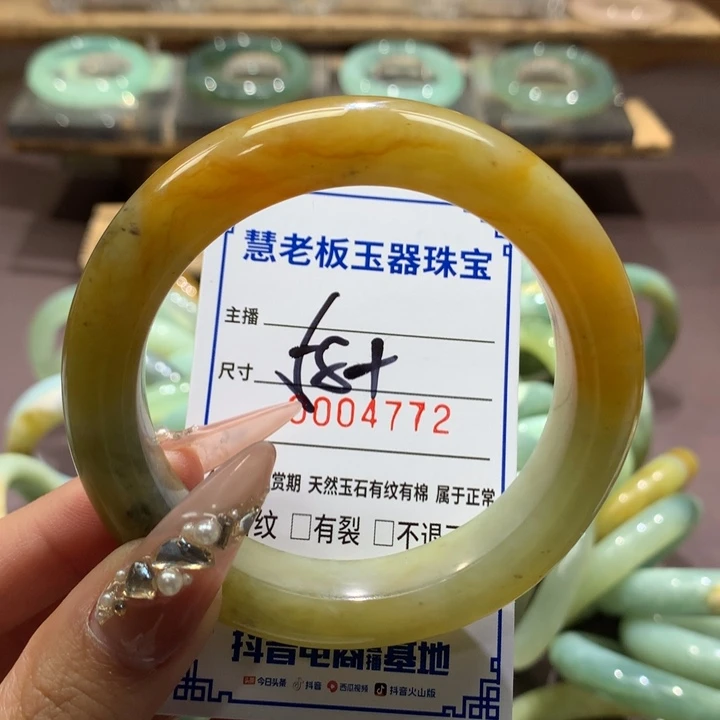 慧老板玉器珠宝
主播
尺寸 58+
0004772
赏期 天然玉石有纹有棉 属于正常
纹 □有裂 □不退
抖音电商直播基地
今日头条 抖音 西瓜视频 抖音火山版